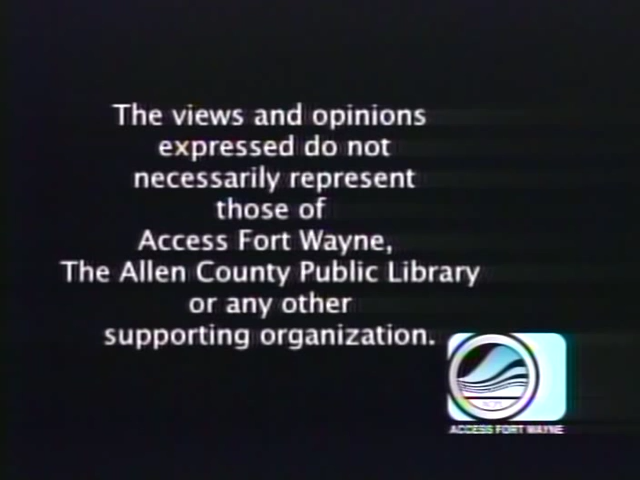 The views and opinions
expressed do not
necessarily represent
those of
Access Fort Wayne,
The Allen County Public Library
or any other
supporting organization.
ACCESS FORT WAYNE